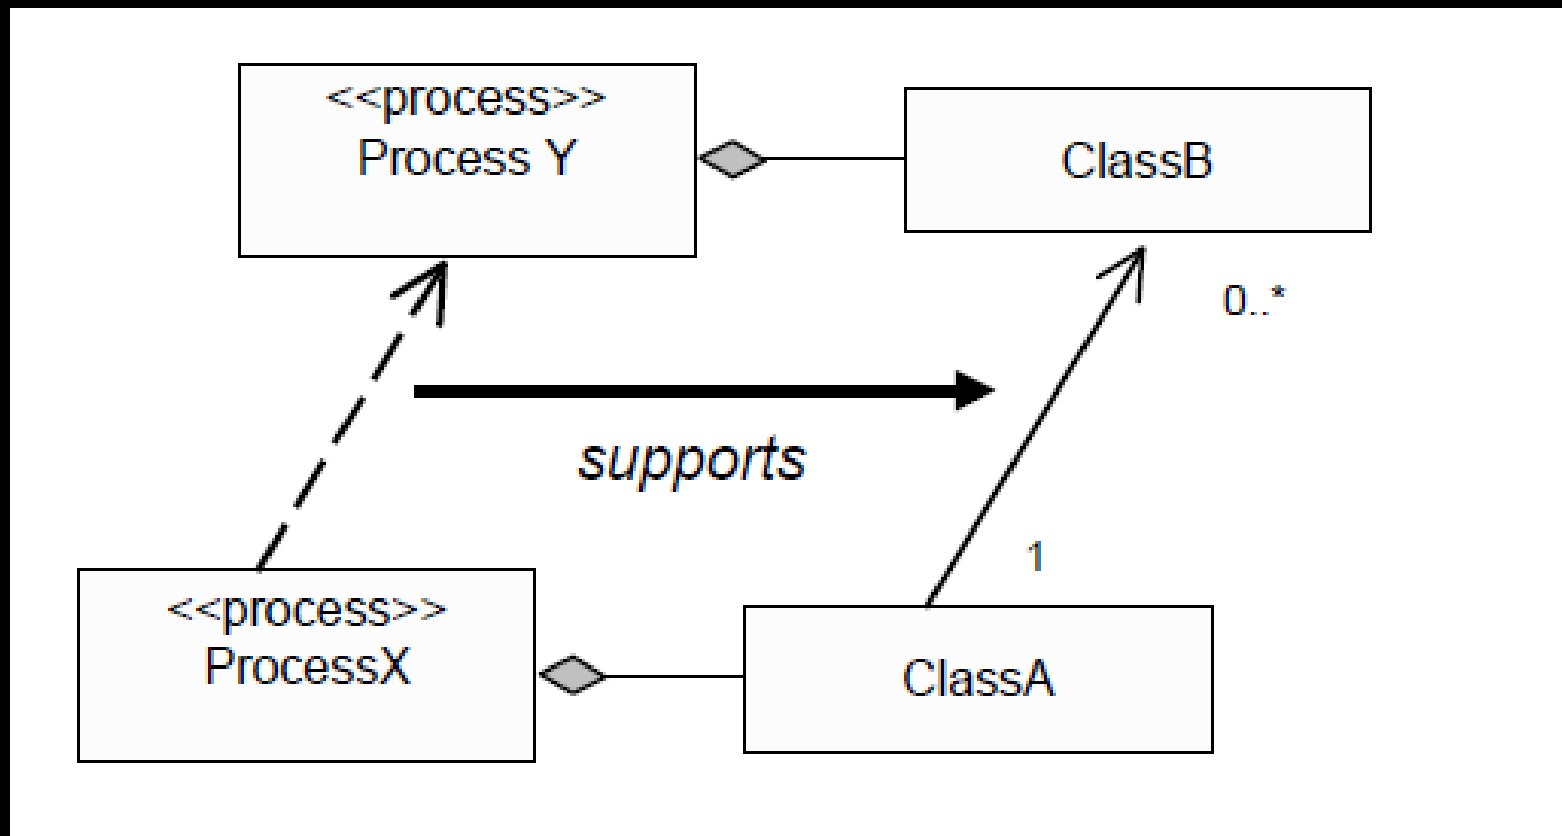 <<process>>
Process Y
ClassB
0..*
supports
1
<<process>>
ProcessX
ClassA